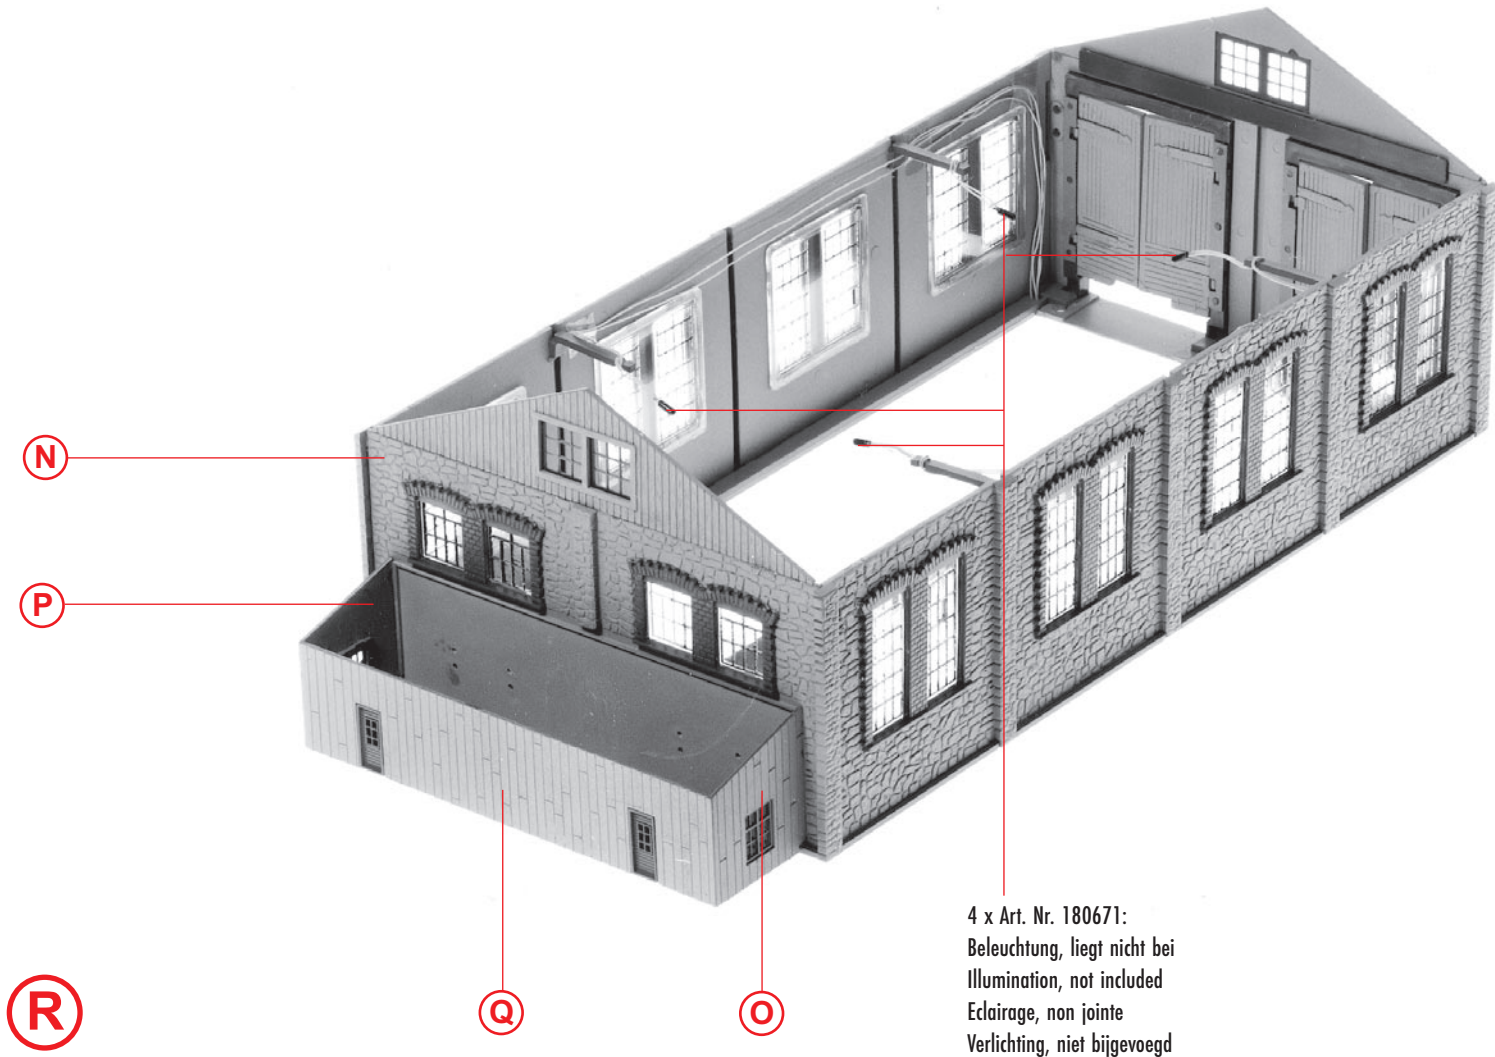 N
P
R
Q
O
4 x Art. Nr. 180671:
Beleuchtung, liegt nicht bei
Illumination, not included
Eclairage, non jointe
Verlichting, niet bijgevoegd